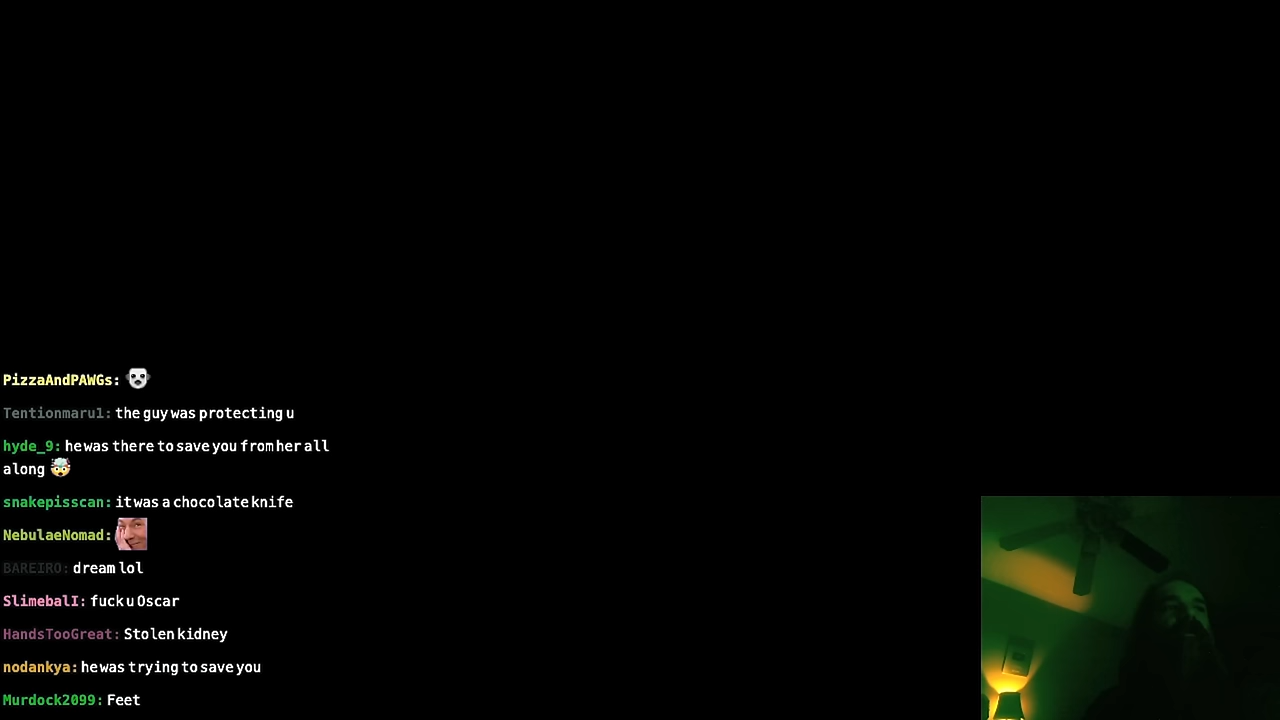 PizzaAndPAWGs:
Tentionmaru1: the guy was protecting u
hyde_9: he was there to save you from her all
along
snakepisscan: it was a chocolate knife
NebulaeNomad:
BAREIRO: dream lol
SlimebalI: fuck u Oscar
HandsTooGreat: Stolen kidney
nodankya: he was trying to save you
Murdock2099: Feet